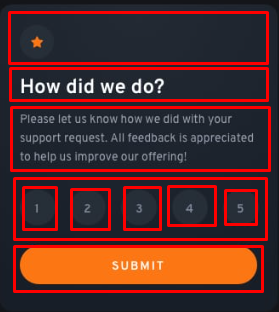 How did we do?
Please let us know how we did with your
support request. All feedback is appreciated
to help us improve our offering!
1 2 3 4 5
SUBMIT